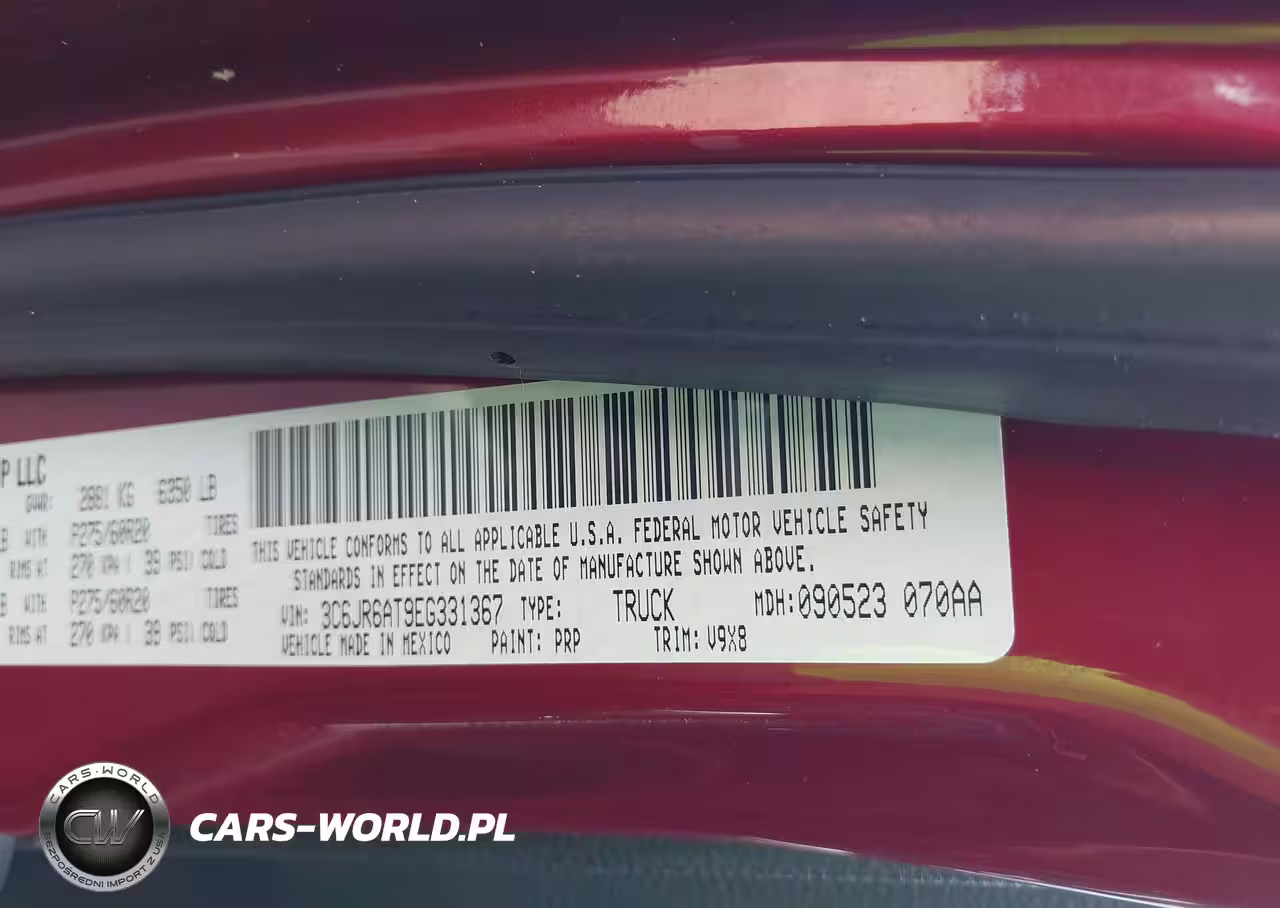 P LLC
GVWR: 2881 KG 6350 LB
B WITH P275/60R20 TIRES
RIMS AT 270 KPA ( 39 PSI) COLD
B WITH P275/60R20 TIRES
RIMS AT 270 KPA ( 39 PSI) COLD
THIS VEHICLE CONFORMS TO ALL APPLICABLE U.S.A. FEDERAL MOTOR VEHICLE SAFETY
STANDARDS IN EFFECT ON THE DATE OF MANUFACTURE SHOWN ABOVE.
VIN: 3C6JR6AT9EG331367 TYPE: TRUCK MDH:090523 070AA
VEHICLE MADE IN MEXICO PAINT: PRP TRIM: V9X8
CARS-WORLD
CW
BEZPOŚREDNI IMPORT Z USA
CARS-WORLD.PL